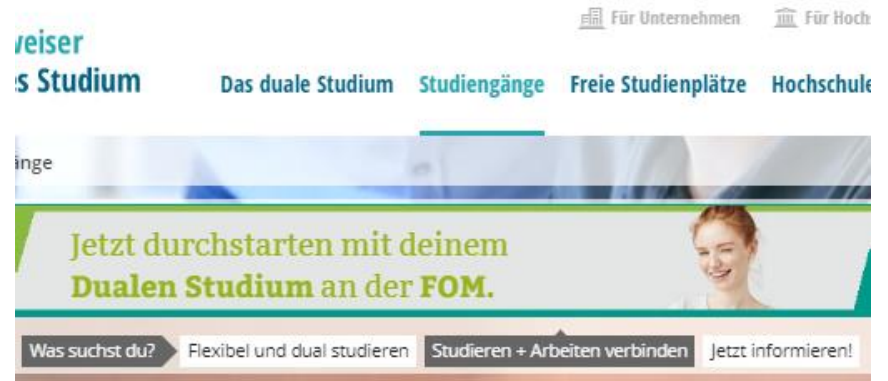 Für Unternehmen Für Hoch
weiser
s Studium Das duale Studium Studiengänge Freie Studienplätze Hochschule
änge
Jetzt durchstarten mit deinem
Dualen Studium an der FOM.
Was suchst du? Flexibel und dual studieren Studieren + Arbeiten verbinden Jetzt informieren!